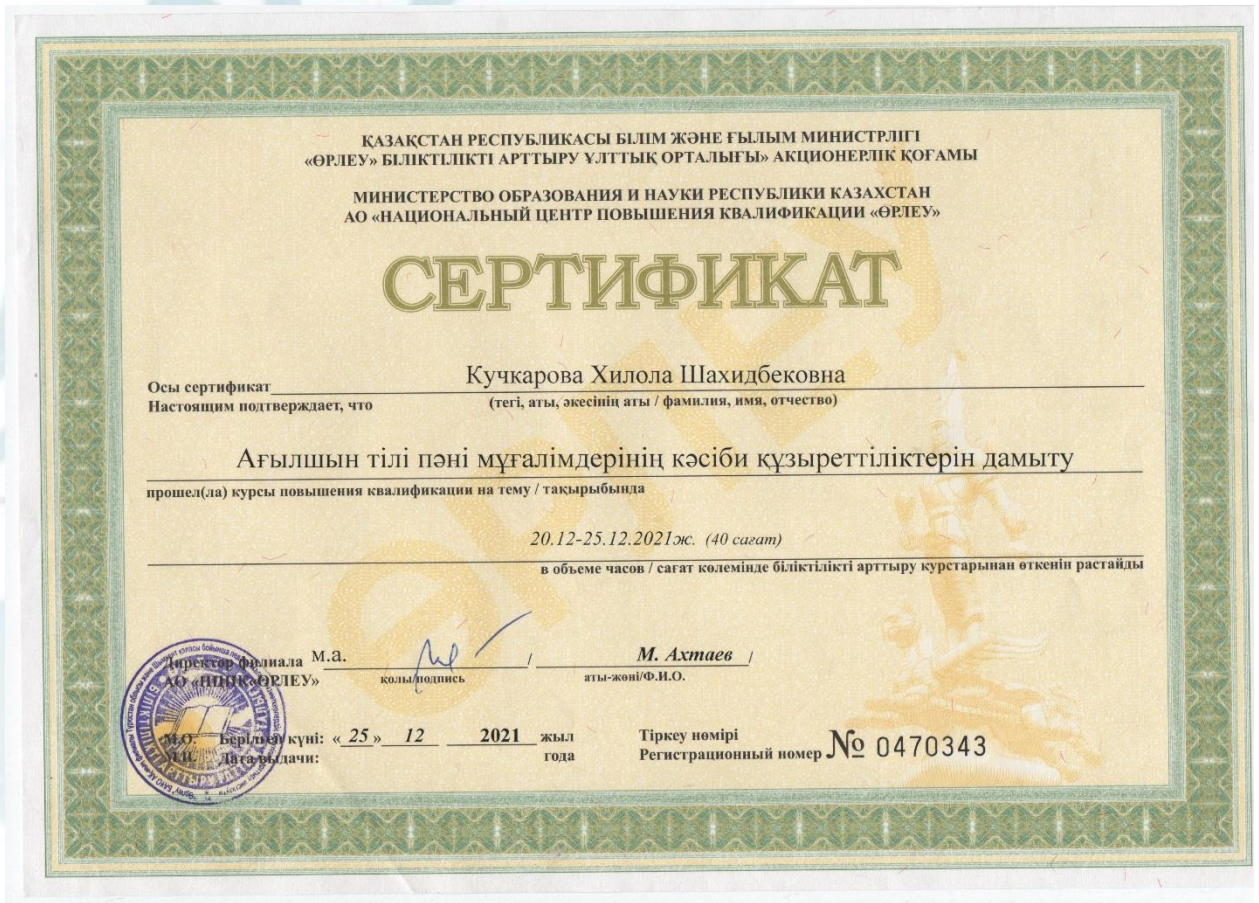 ҚАЗАҚСТАН РЕСПУБЛИКАСЫ БІЛІМ ЖӘНЕ ҒЫЛЫМ МИНИСТРЛІГІ
«ӨРЛЕУ» БІЛІКТІЛІКТІ АРТТЫРУ ҰЛТТЫҚ ОРТАЛЫҒЫ» АКЦИОНЕРЛІК ҚОҒАМЫ
МИНИСТЕРСТВО ОБРАЗОВАНИЯ И НАУКИ РЕСПУБЛИКИ КАЗАХСТАН
АО «НАЦИОНАЛЬНЫЙ ЦЕНТР ПОВЫШЕНИЯ КВАЛИФИКАЦИИ «ӨРЛЕУ»
СЕРТИФИКАТ
Осы сертификат Кучкарова Хилола Шахидбековна
Настоящим подтверждает, что (тегі, аты, әкесінің аты / фамилия, имя, отчество)
Ағылшын тілі пәні мұғалімдерінің кәсіби құзыреттіліктерін дамыту
прошел(ла) курсы повышения квалификации на тему / тақырыбында
20.12-25.12.2021ж. (40 сағат)
в объеме часов / сағат көлемінде біліктілікті арттыру курстарынан өткенін растайды
Директор филиала м.а. / М. Ахтаев /
АО «НЦПК«ӨРЛЕУ» қолы/подпись аты-жөні/Ф.И.О.
М.О. Берілген күні: « 25 » 12 2021 жыл Тіркеу нөмірі
М.П. Дата выдачи: года Регистрационный номер № 0470343